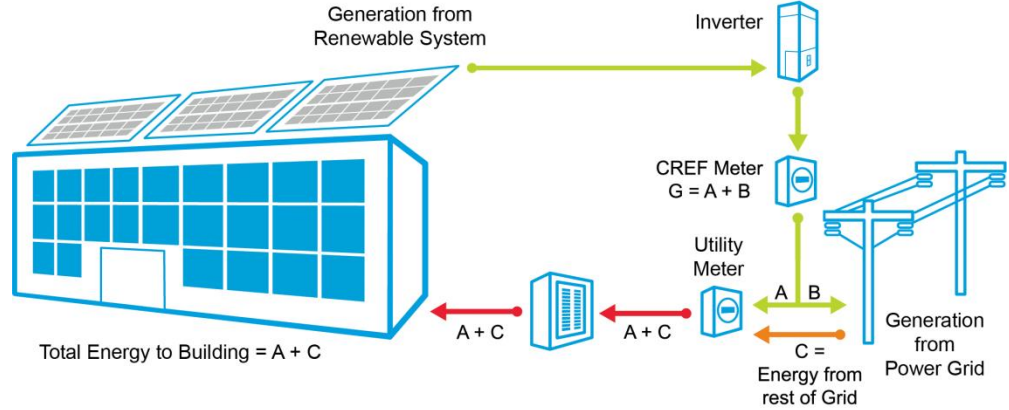 Generation from
Renewable System
Inverter
CREF Meter
G = A + B
Utility
Meter
A B
A + C
A + C
C =
Energy from
rest of Grid
Generation
from
Power Grid
Total Energy to Building = A + C